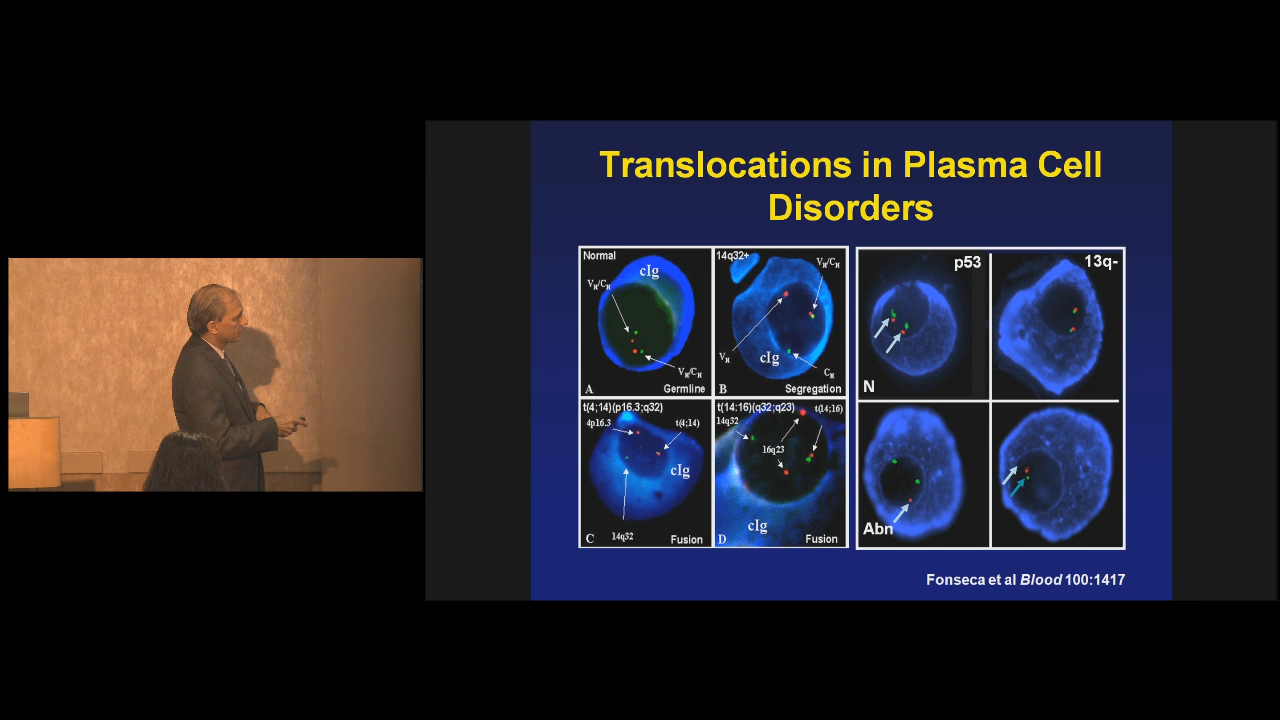 Translocations in Plasma Cell
Disorders
Normal
cIg
VH/CH
VH/CH
A
Germline
14q32+
VH/CH
VH
cIg
CH
B
Segregation
t(4;14)(p16.3;q32)
4p16.3
t(4;14)
cIg
C
14q32
Fusion
t(14:16)(q32;q23)
14q32
t(14;16)
16q23
cIg
D
Fusion
p53
13q-
N
Abn
Fonseca et al Blood 100:1417